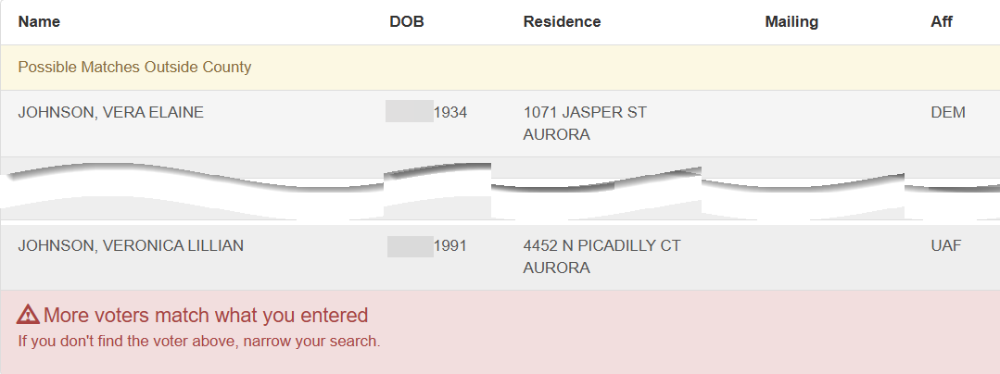 Name DOB Residence Mailing Aff
Possible Matches Outside County
JOHNSON, VERA ELAINE 1934 1071 JASPER ST DEM
AURORA
JOHNSON, VERONICA LILLIAN 1991 4452 N PICADILLY CT UAF
AURORA
More voters match what you entered
If you don't find the voter above, narrow your search.